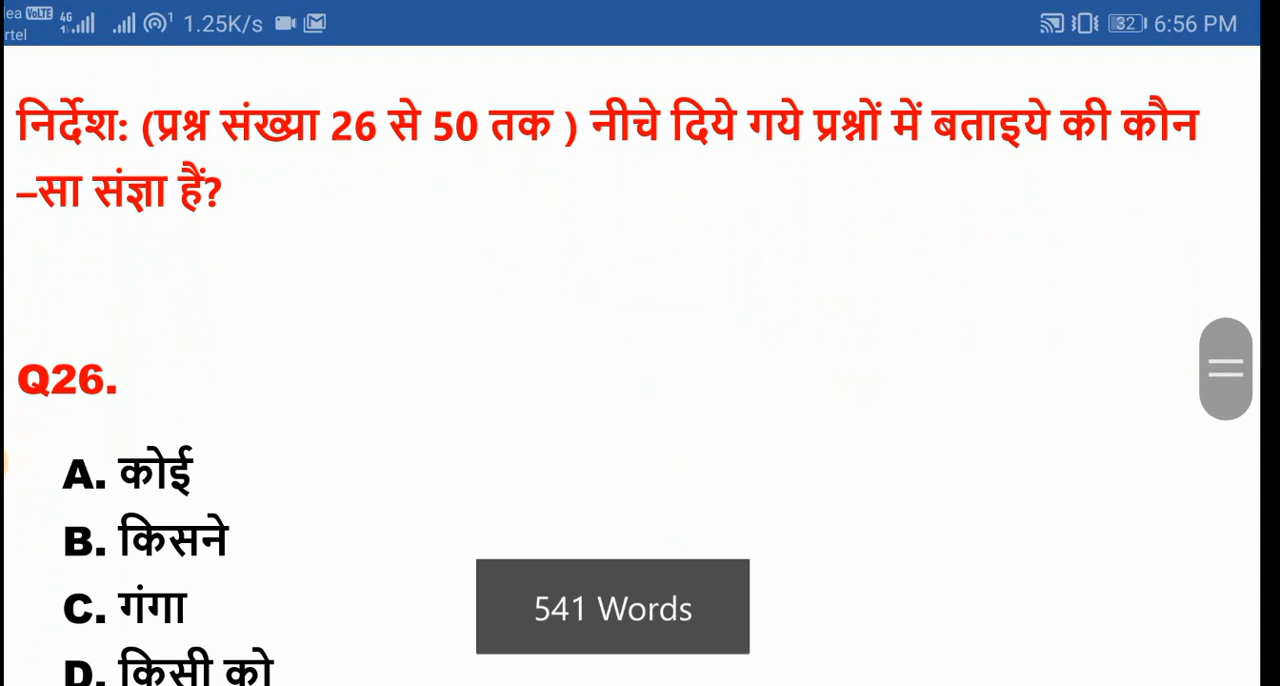 lea VoLTE 4G 1.25K/s 32 6:56 PM
rtel
निर्देश: (प्रश्न संख्या 26 से 50 तक ) नीचे दिये गये प्रश्नों में बताइये की कौन
–सा संज्ञा हैं?
Q26.
A. कोई
B. किसने
C. गंगा
541 Words
D. किसी को